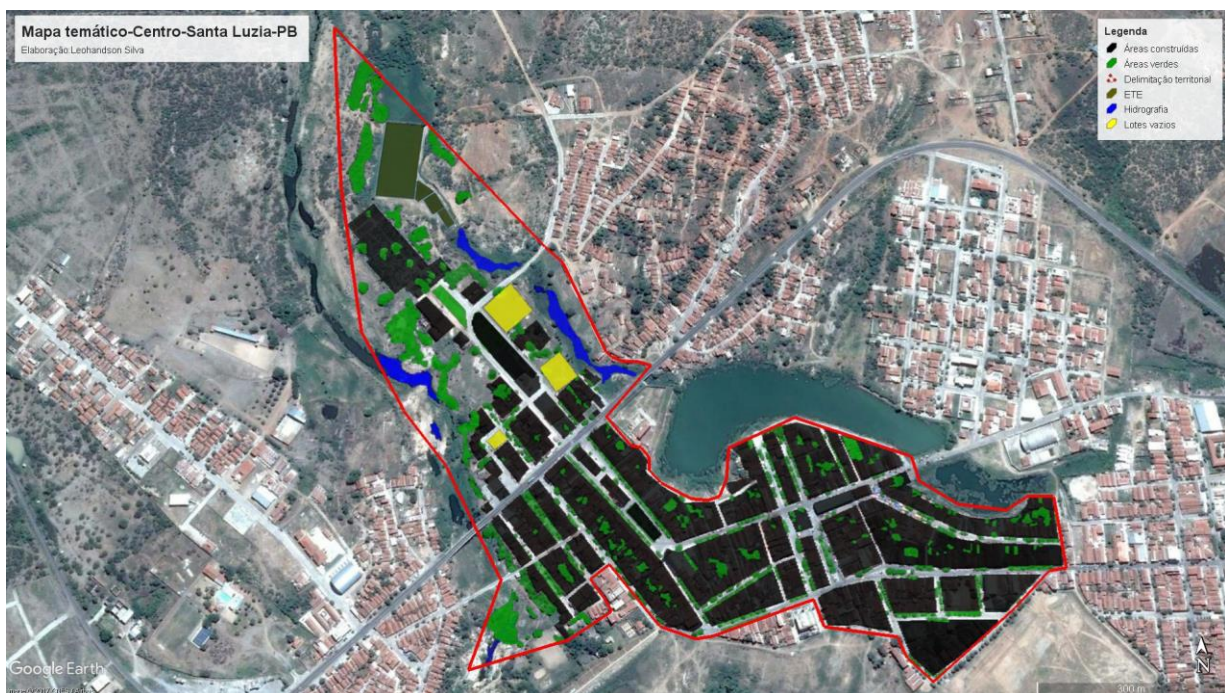 Mapa temático-Centro-Santa Luzia-PB
Elaboração:Leohandson Silva
Legenda
Áreas construídas
Áreas verdes
Delimitação territorial
ETE
Hidrografia
Lotes vazios
Google Earth
N
300 m